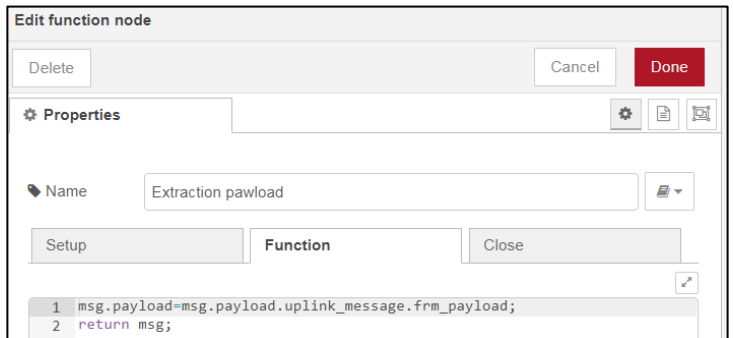 Edit function node
Delete Cancel Done
Properties
Name Extraction pawload
Setup Function Close
1 msg.payload=msg.payload.uplink_message.frm_payload;
2 return msg;